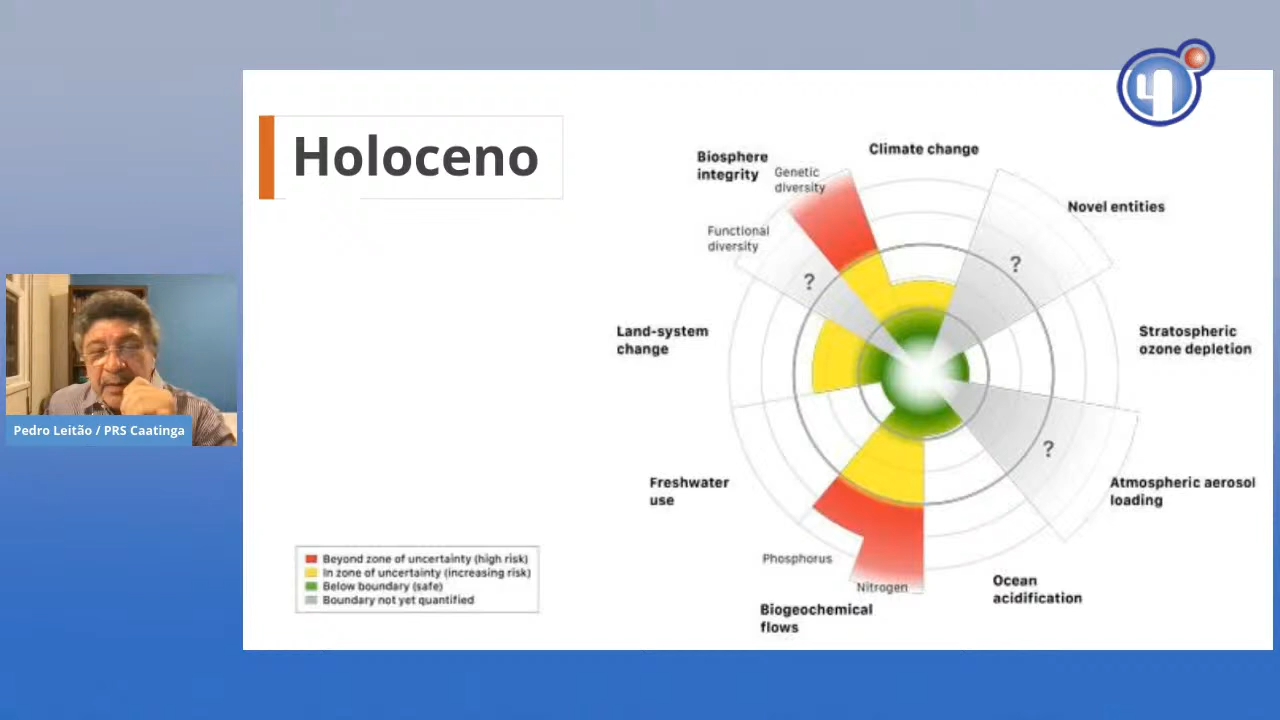 Holoceno
Climate change
Biosphere
integrity
Genetic
diversity
Functional
diversity
Novel entities
?
?
Land-system
change
Stratospheric
ozone depletion
?
Freshwater
use
Atmospheric aerosol
loading
Phosphorus
Nitrogen
Ocean
acidification
Biogeochemical
flows
Beyond zone of uncertainty (high risk)
In zone of uncertainty (increasing risk)
Below boundary (safe)
Boundary not yet quantified
Pedro Leitão / PRS Caatinga